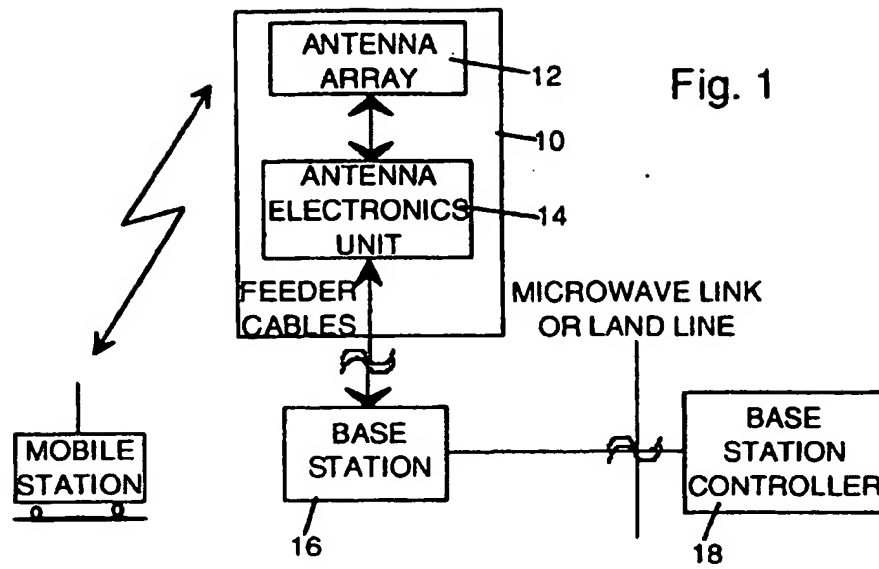 ANTENNA
ARRAY
12
Fig. 1
10
ANTENNA
ELECTRONICS
UNIT
14
FEEDER
CABLES
MICROWAVE LINK
OR LAND LINE
MOBILE
STATION
BASE
STATION
16
BASE
STATION
CONTROLLER
18